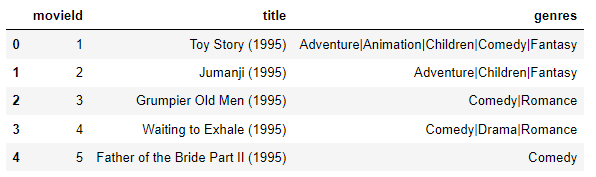 movieId title genres
0 1 Toy Story (1995) Adventure|Animation|Children|Comedy|Fantasy
1 2 Jumanji (1995) Adventure|Children|Fantasy
2 3 Grumpier Old Men (1995) Comedy|Romance
3 4 Waiting to Exhale (1995) Comedy|Drama|Romance
4 5 Father of the Bride Part II (1995) Comedy